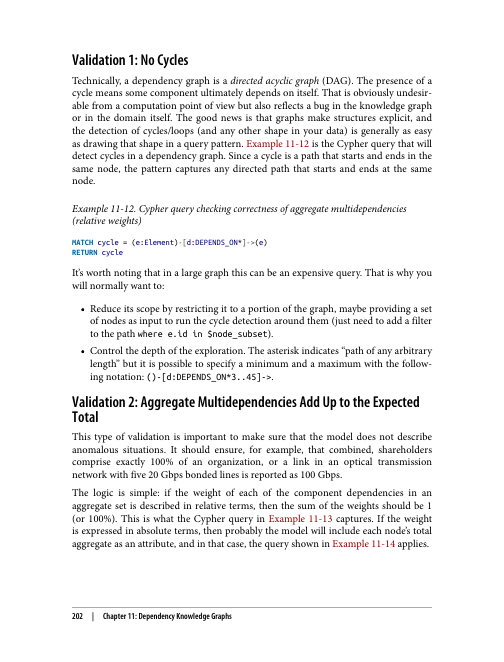 Validation 1: No Cycles
Technically, a dependency graph is a directed acyclic graph (DAG). The presence of a
cycle means some component ultimately depends on itself. That is obviously undesir-
able from a computation point of view but also reflects a bug in the knowledge graph
or in the domain itself. The good news is that graphs make structures explicit, and
the detection of cycles/loops (and any other shape in your data) is generally as easy
as drawing that shape in a query pattern. Example 11-12 is the Cypher query that will
detect cycles in a dependency graph. Since a cycle is a path that starts and ends in the
same node, the pattern captures any directed path that starts and ends at the same
node.
Example 11-12. Cypher query checking correctness of aggregate multidependencies
(relative weights)
MATCH cycle = (e:Element)-[d:DEPENDS_ON*]->(e)
RETURN cycle
It's worth noting that in a large graph this can be an expensive query. That is why you
will normally want to:
• Reduce its scope by restricting it to a portion of the graph, maybe providing a set
of nodes as input to run the cycle detection around them (just need to add a filter
to the path where e.id in $node_subset).
• Control the depth of the exploration. The asterisk indicates "path of any arbitrary
length" but it is possible to specify a minimum and a maximum with the follow-
ing notation: ()-[d:DEPENDS_ON*3..45]->.
Validation 2: Aggregate Multidependencies Add Up to the Expected
Total
This type of validation is important to make sure that the model does not describe
anomalous situations. It should ensure, for example, that combined, shareholders
comprise exactly 100% of an organization, or a link in an optical transmission
network with five 20 Gbps bonded lines is reported as 100 Gbps.
The logic is simple: if the weight of each of the component dependencies in an
aggregate set is described in relative terms, then the sum of the weights should be 1
(or 100%). This is what the Cypher query in Example 11-13 captures. If the weight
is expressed in absolute terms, then probably the model will include each node's total
aggregate as an attribute, and in that case, the query shown in Example 11-14 applies.
202 | Chapter 11: Dependency Knowledge Graphs